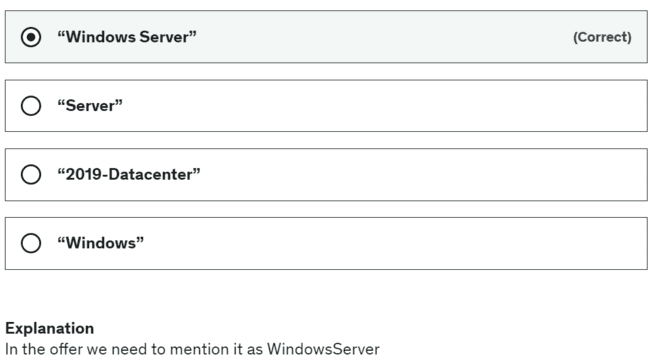 “Windows Server” (Correct)
“Server”
“2019-Datacenter”
“Windows”
Explanation
In the offer we need to mention it as WindowsServer